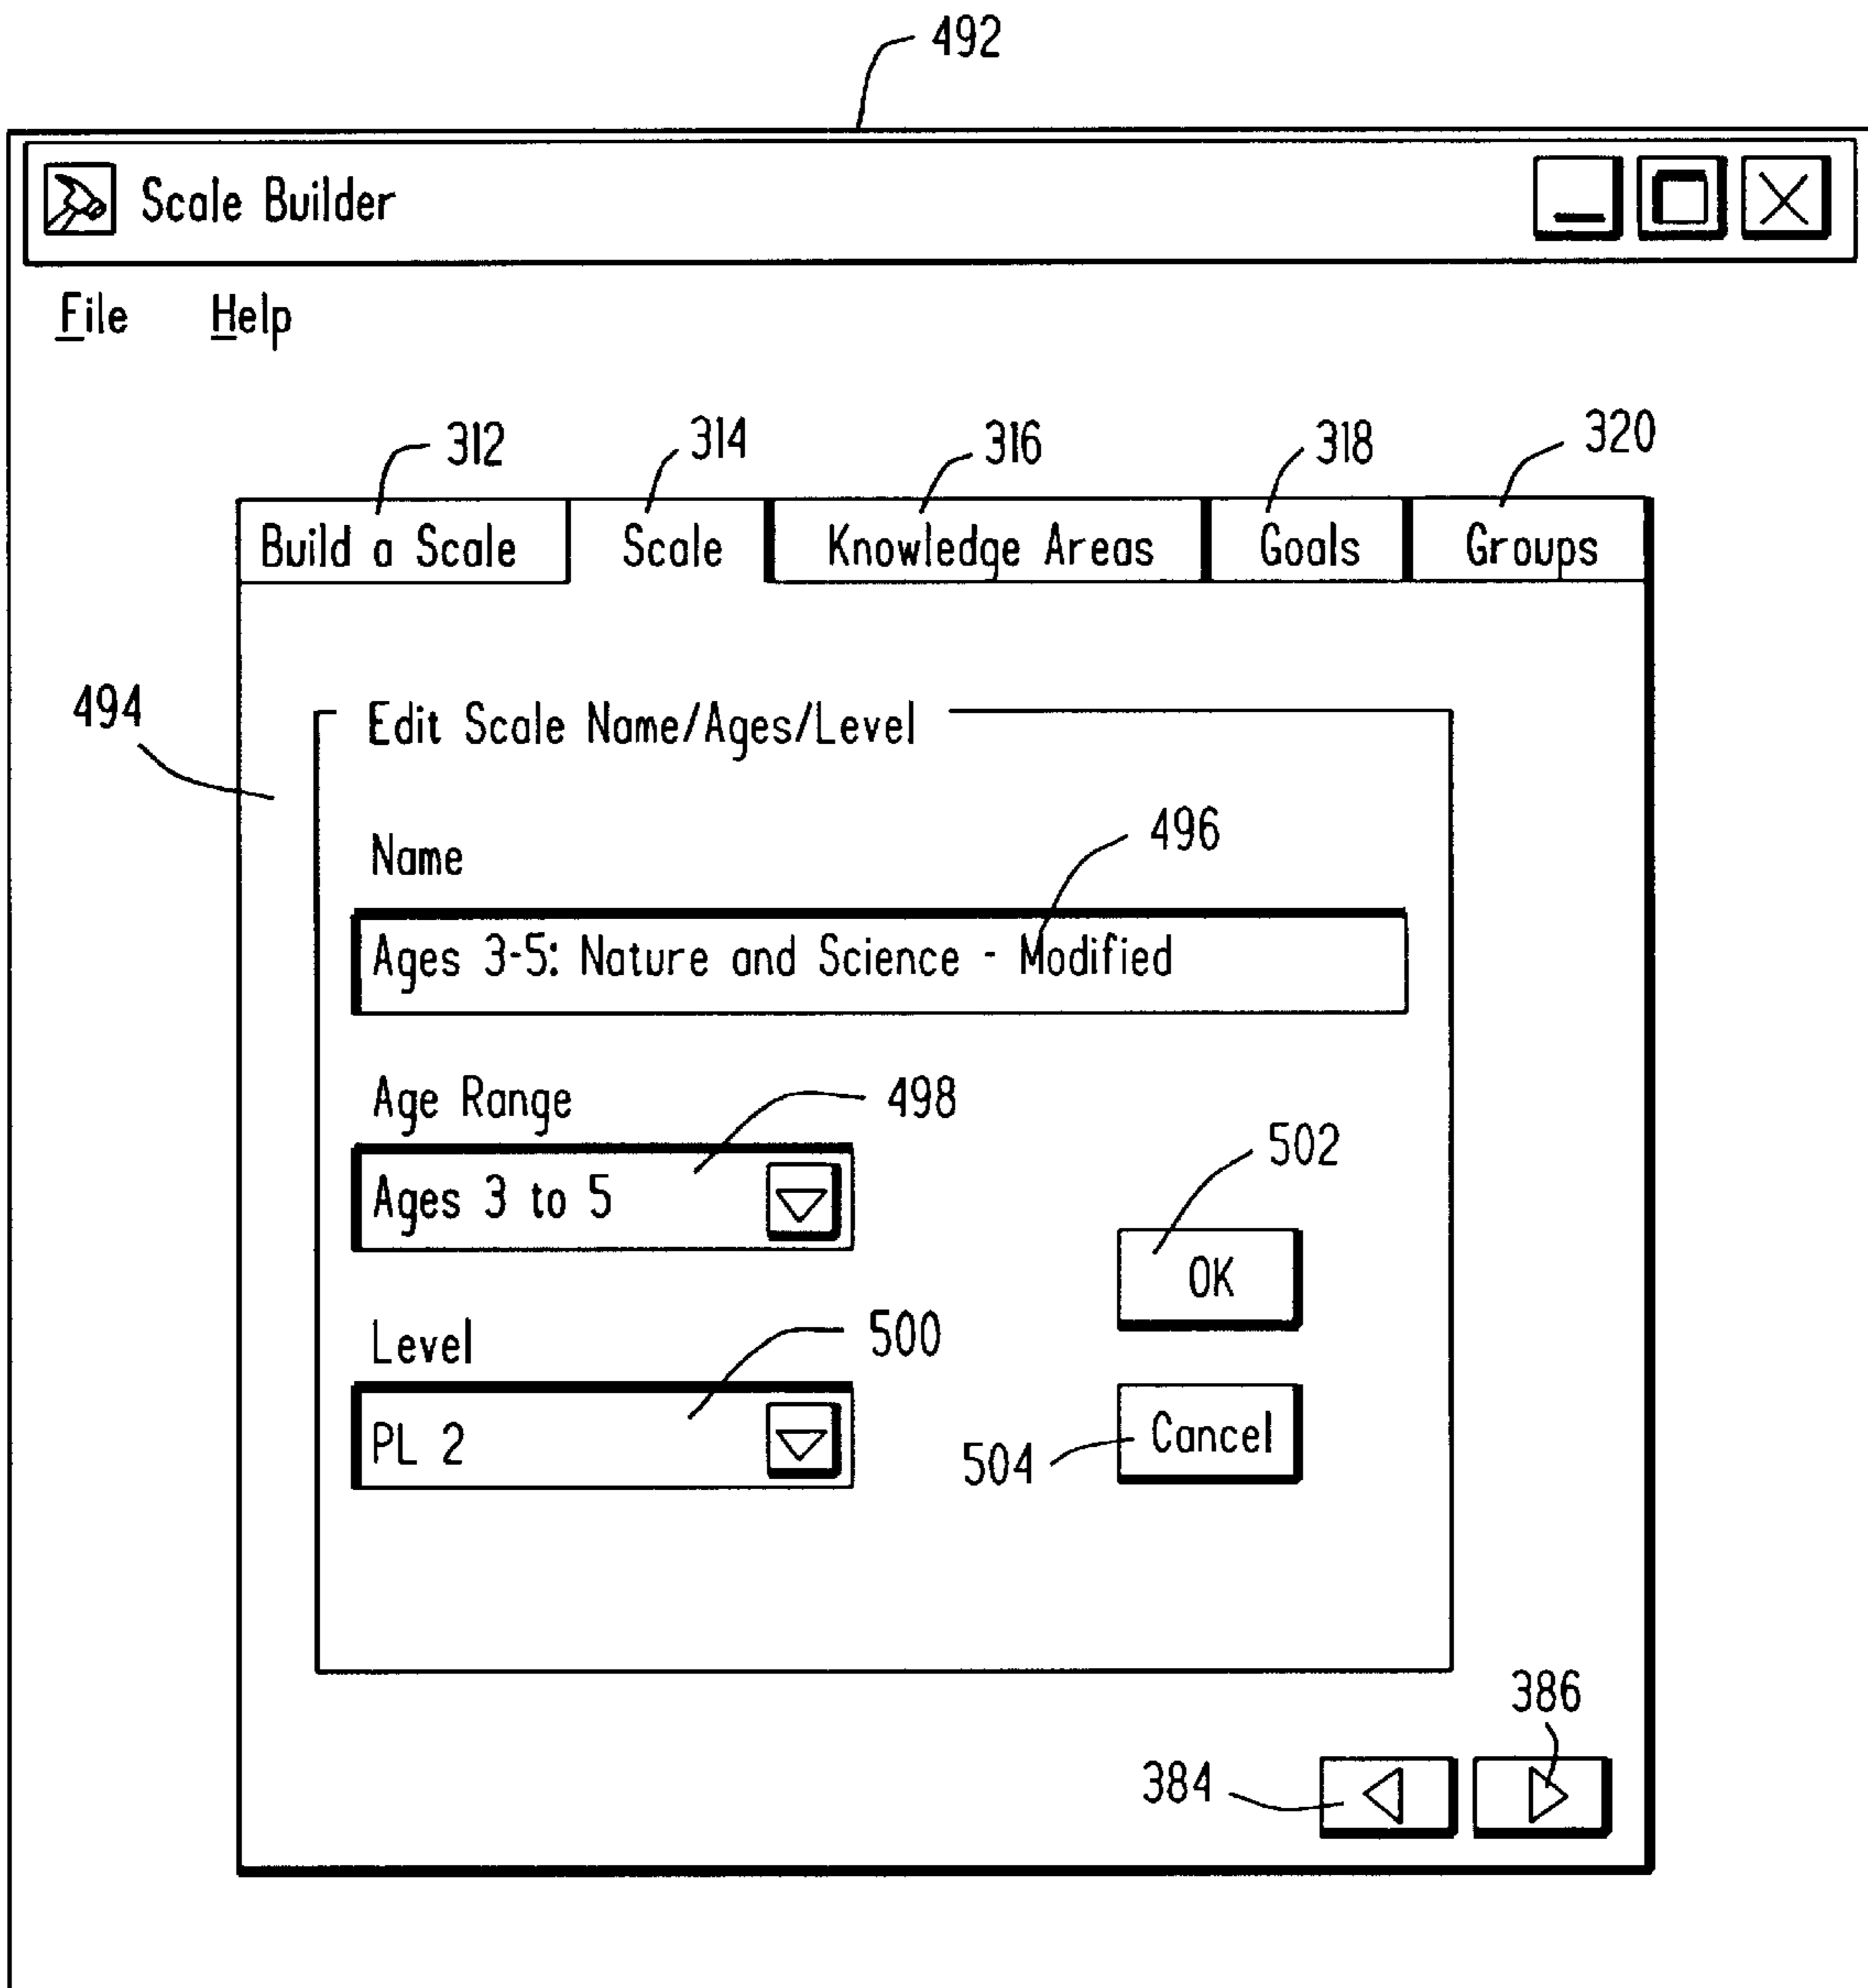 492
Scale Builder
File Help
312 314 316 318 320
Build a Scale Scale Knowledge Areas Goals Groups
494
Edit Scale Name/Ages/Level
496
Name
Ages 3-5: Nature and Science - Modified
Age Range 498
502
Ages 3 to 5
OK
Level 500
PL 2
504 Cancel
386
384